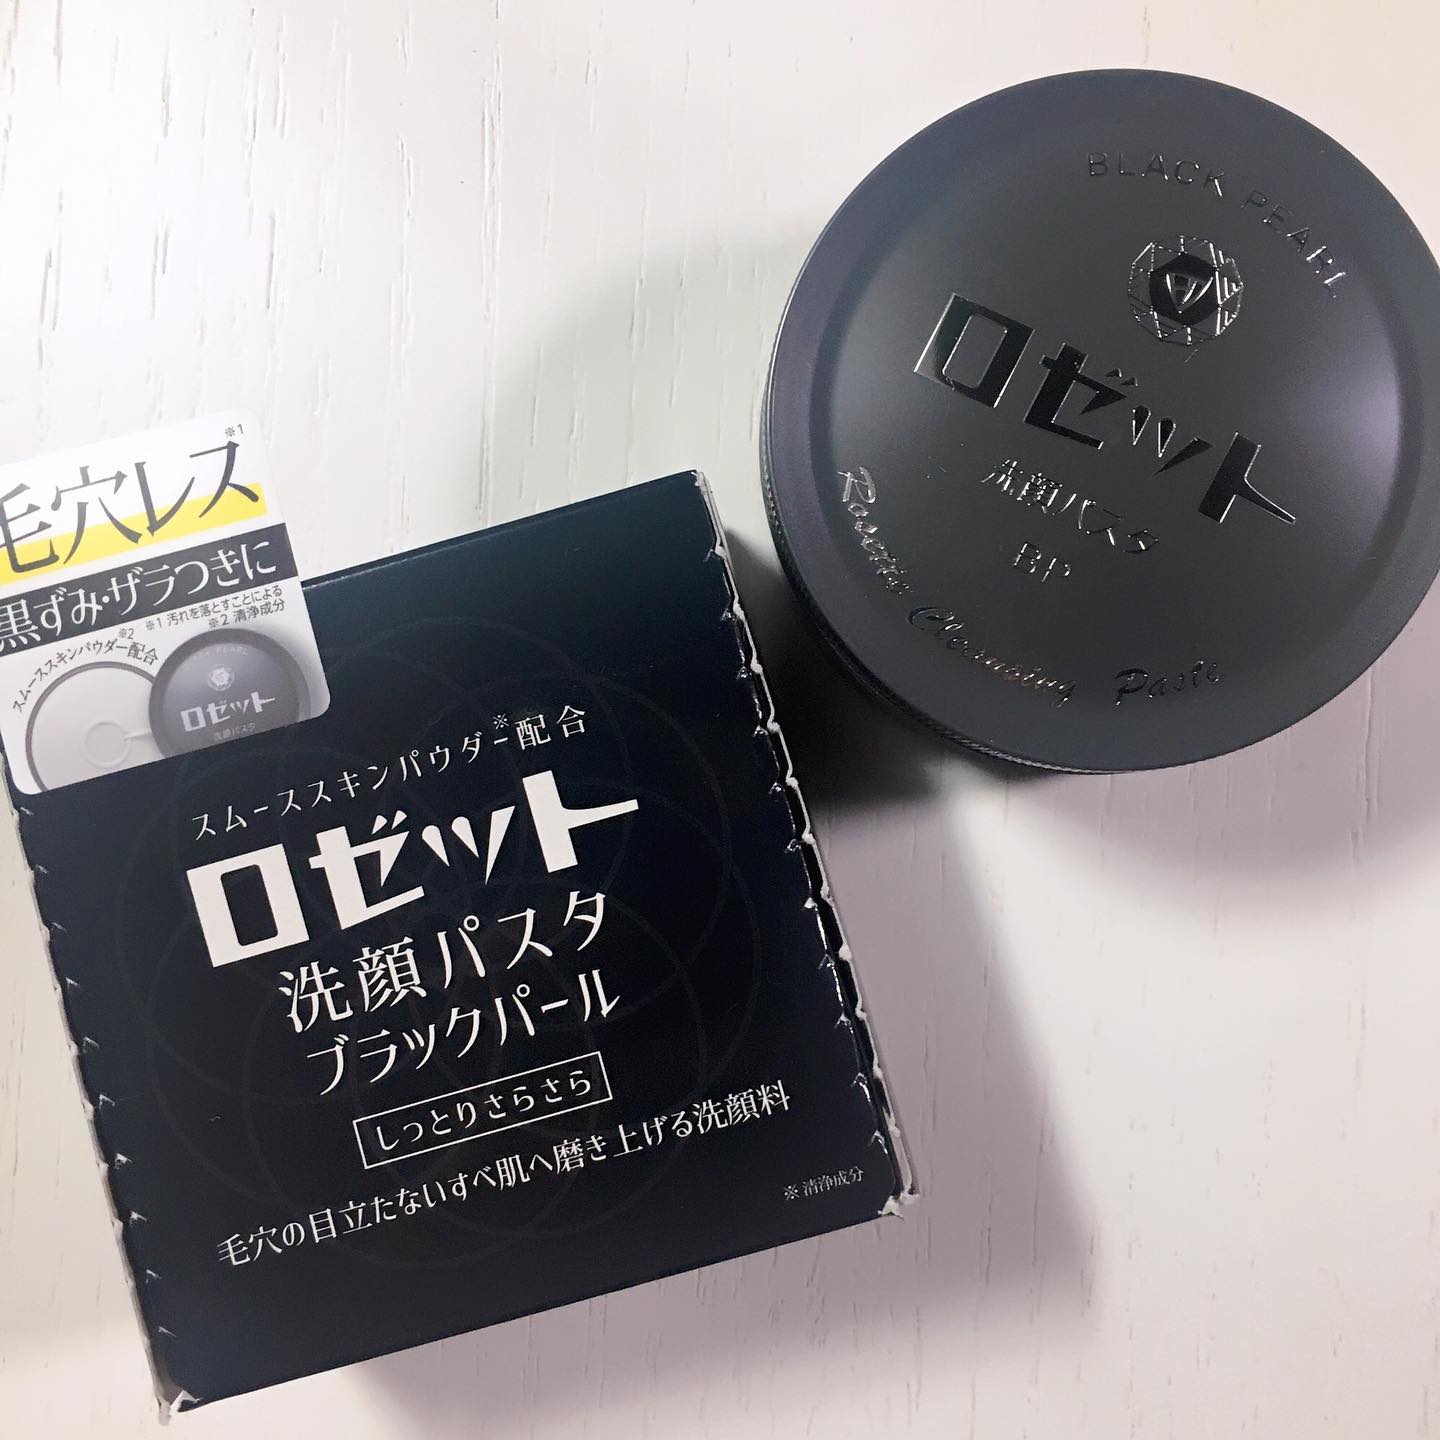 毛穴レス※1
黒ずみ・ザラつきに
※1 汚れを落とすことによる
※2 清浄成分
スムーススキンパウダー※2配合
ロゼット
洗顔パスタ
スムーススキンパウダー※配合
ロゼット
洗顔パスタ
ブラックパール
しっとりさらさら
毛穴の目立たないすべ肌へ磨き上げる洗顔料
※ 清浄成分
BLACK PEARL
ロゼット
洗顔パスタ
BP
Rosette Cleansing Paste